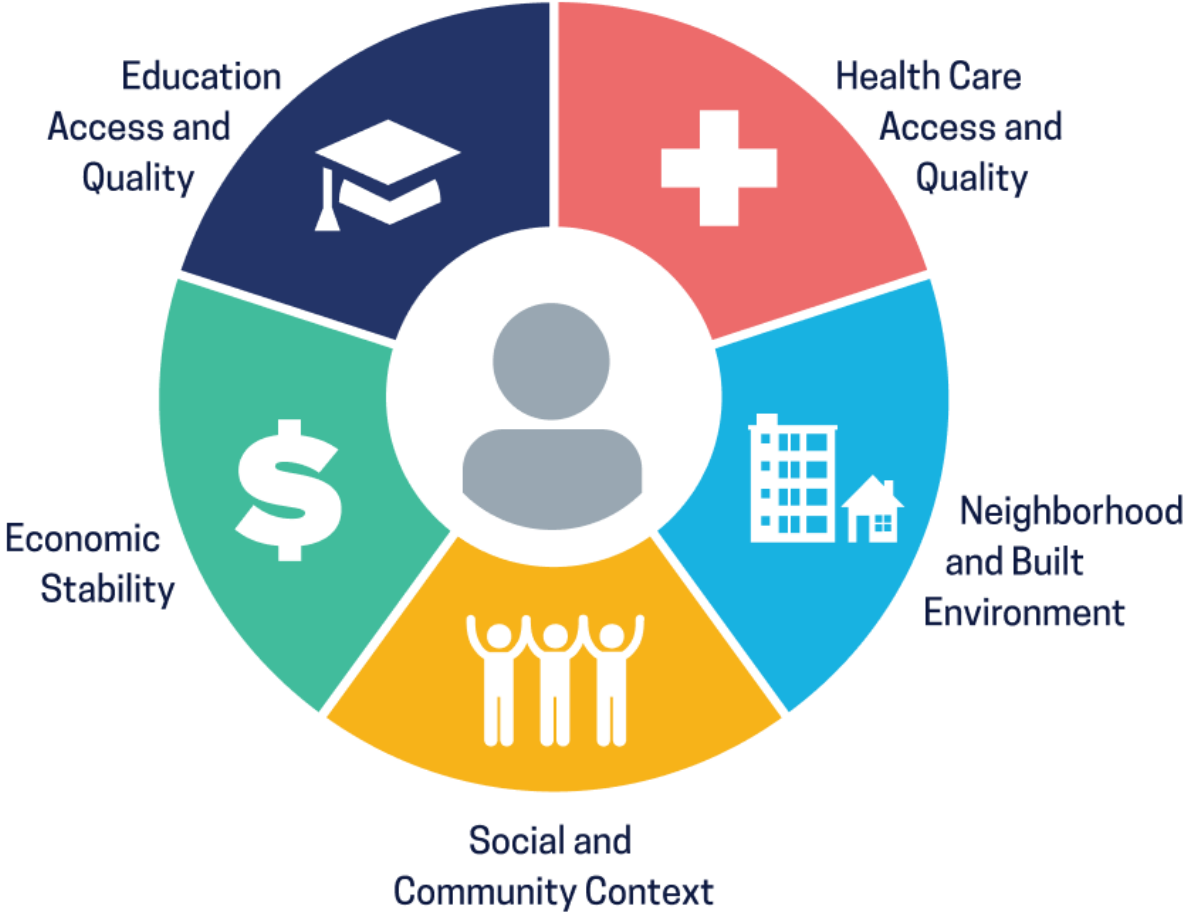 Education
Access and
Quality
Health Care
Access and
Quality
Economic
Stability
Neighborhood
and Built
Environment
Social and
Community Context